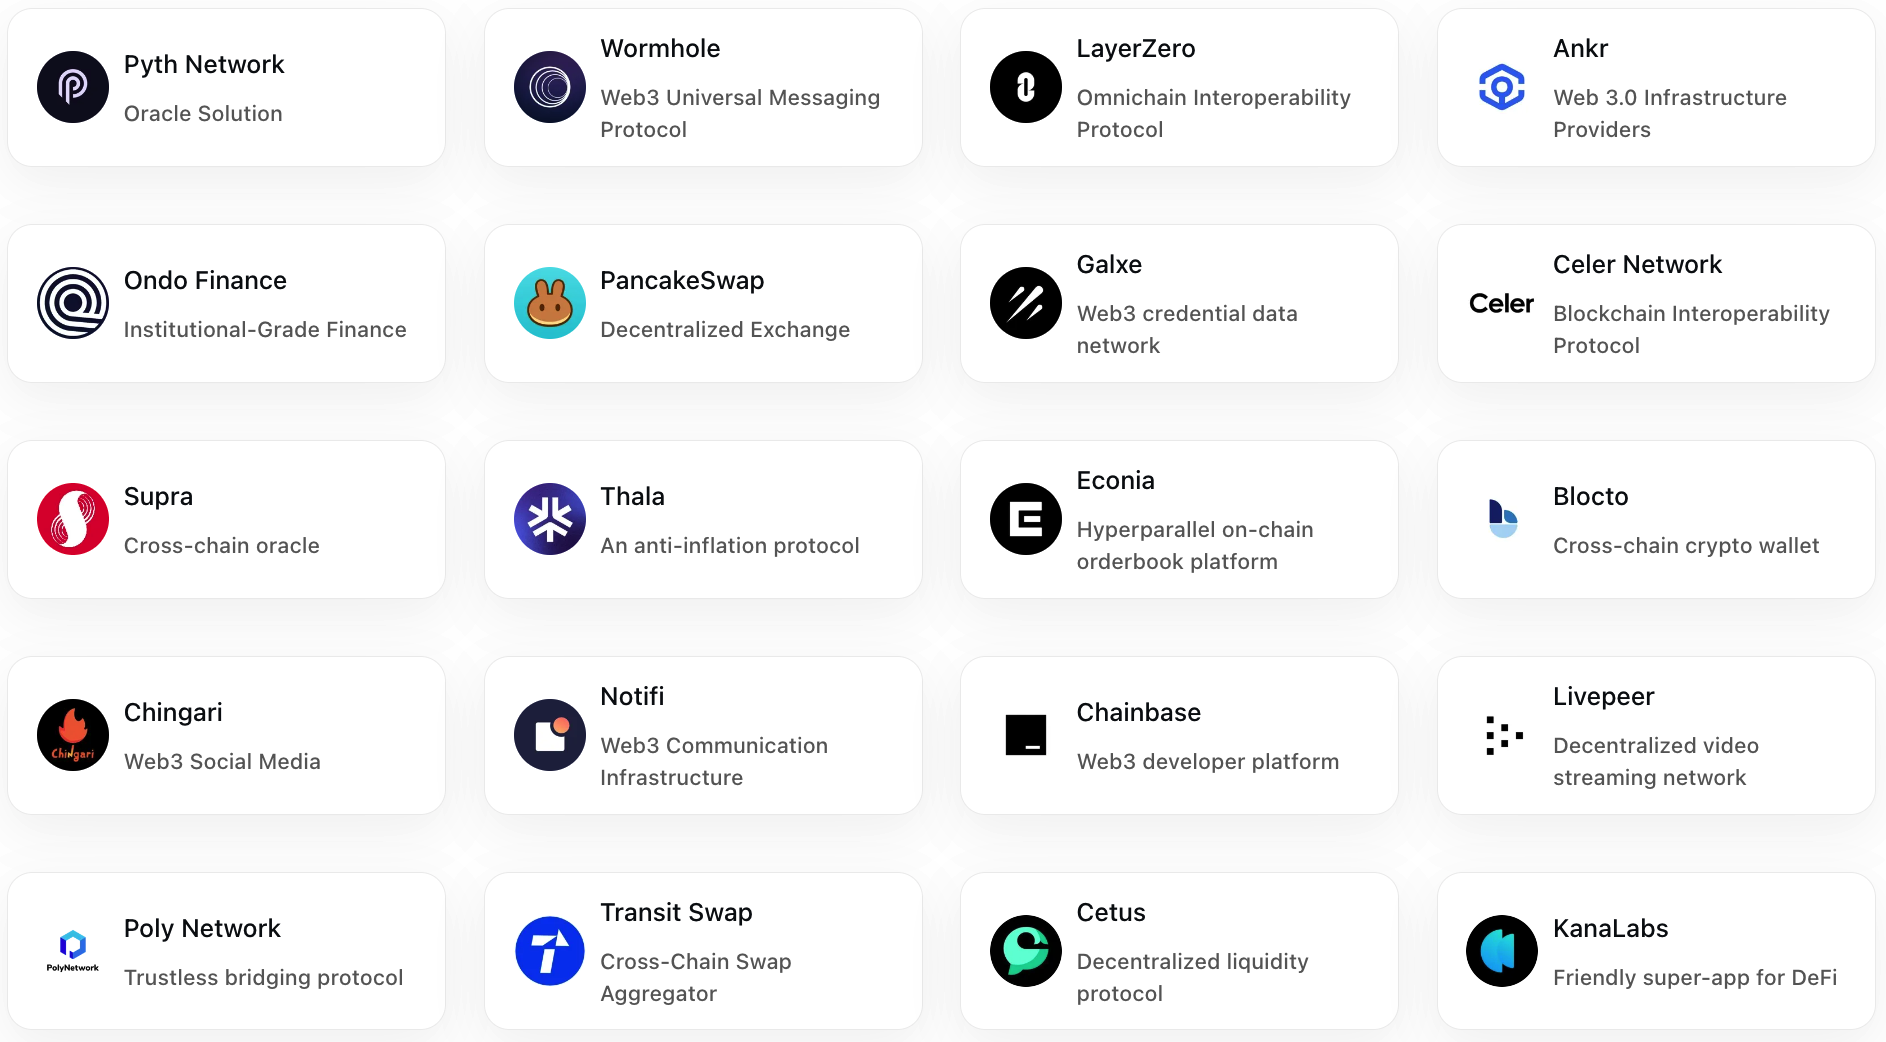 Pyth Network
Oracle Solution
Wormhole
Web3 Universal Messaging
Protocol
LayerZero
Omnichain Interoperability
Protocol
Ankr
Web 3.0 Infrastructure
Providers
Ondo Finance
Institutional-Grade Finance
PancakeSwap
Decentralized Exchange
Galxe
Web3 credential data
network
Celer
Celer Network
Blockchain Interoperability
Protocol
Supra
Cross-chain oracle
Thala
An anti-inflation protocol
Econia
Hyperparallel on-chain
orderbook platform
Blocto
Cross-chain crypto wallet
Chingari
Chingari
Web3 Social Media
Notifi
Web3 Communication
Infrastructure
Chainbase
Web3 developer platform
Livepeer
Decentralized video
streaming network
PolyNetwork
Poly Network
Trustless bridging protocol
Transit Swap
Cross-Chain Swap
Aggregator
Cetus
Decentralized liquidity
protocol
KanaLabs
Friendly super-app for DeFi